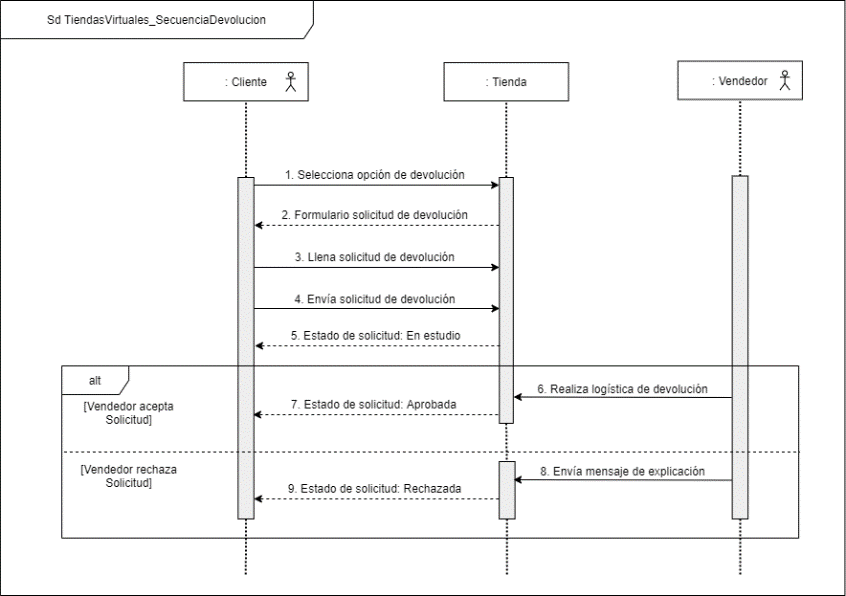 Sd TiendasVirtuales_SecuenciaDevolucion
: Cliente
: Tienda
: Vendedor
1. Selecciona opción de devolución
2. Formulario solicitud de devolución
3. Llena solicitud de devolución
4. Envía solicitud de devolución
5. Estado de solicitud: En estudio
alt
6. Realiza logística de devolución
[Vendedor acepta
Solicitud]
7. Estado de solicitud: Aprobada
[Vendedor rechaza
Solicitud]
8. Envía mensaje de explicación
9. Estado de solicitud: Rechazada